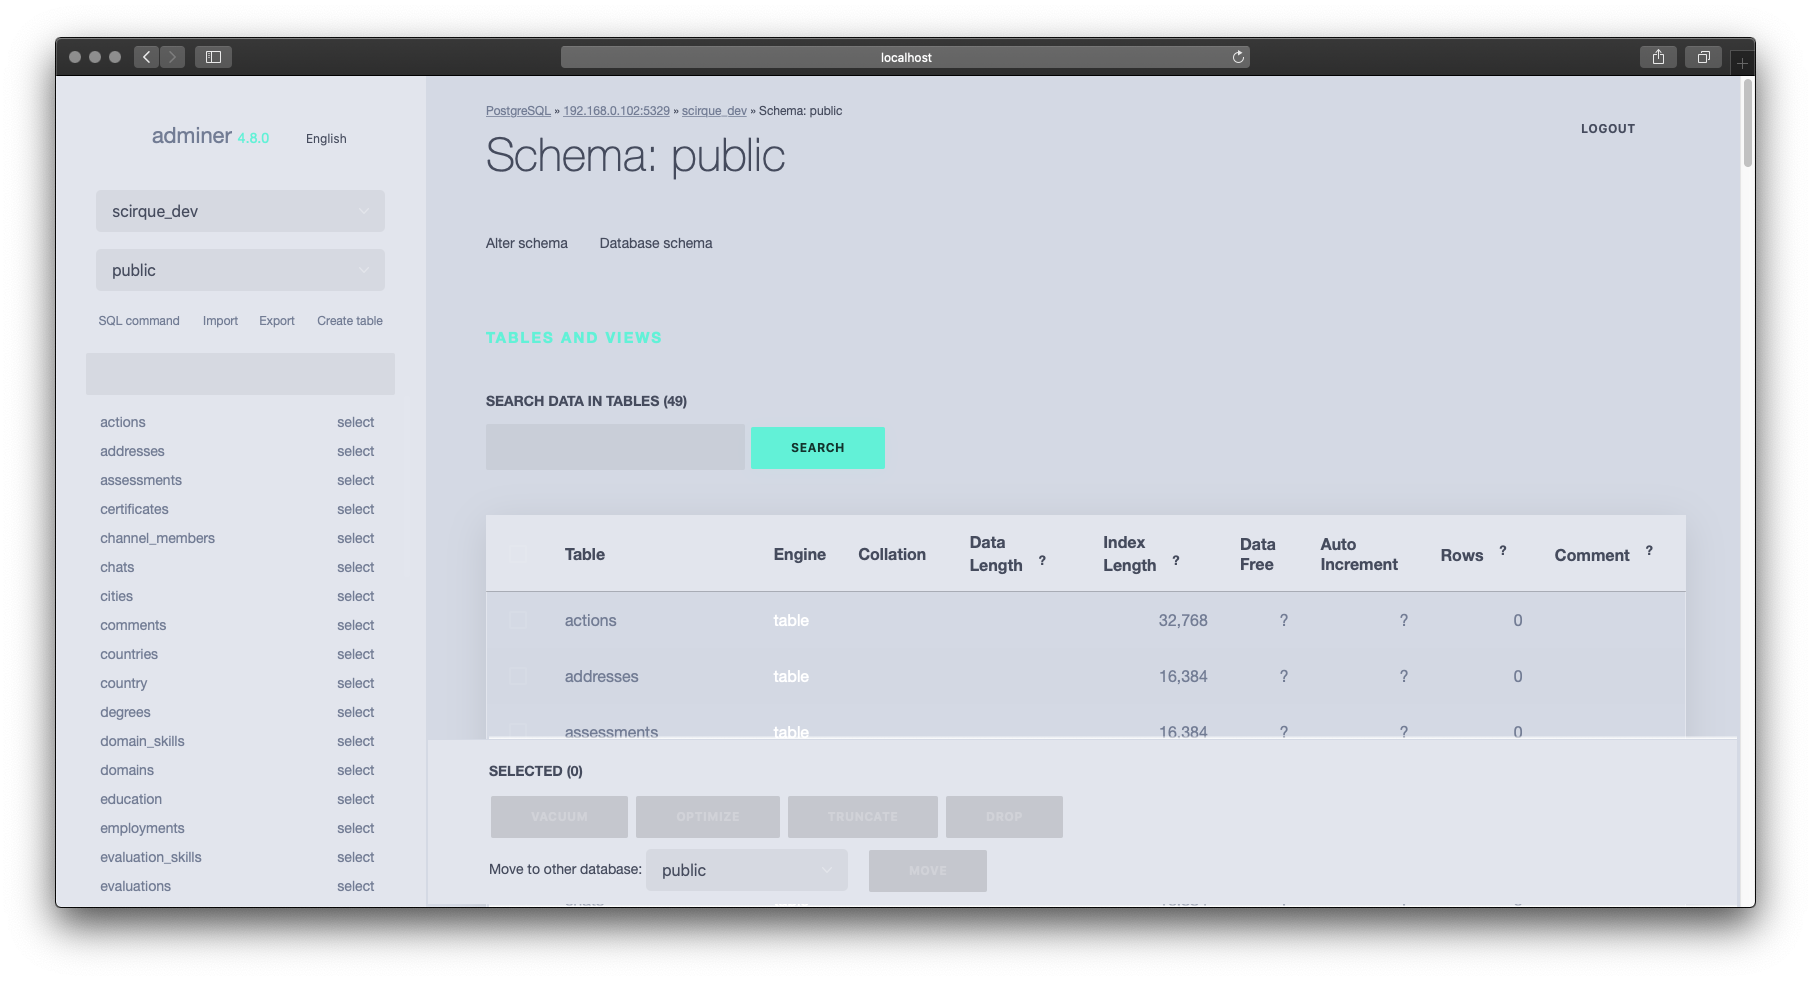 localhost
adminer 4.8.0 English
scirque_dev
public
SQL command Import Export Create table
actions select
addresses select
assessments select
certificates select
channel_members select
chats select
cities select
comments select
countries select
country select
degrees select
domain_skills select
domains select
education select
employments select
evaluation_skills select
evaluations select
PostgreSQL » 192.168.0.102:5329 » scirque_dev » Schema: public
LOGOUT
Schema: public
Alter schema Database schema
TABLES AND VIEWS
SEARCH DATA IN TABLES (49)
SEARCH
Table Engine Collation Data Length ? Index Length ? Data Free Auto Increment Rows ? Comment ?
actions table 32,768 ? ? 0
addresses table 16,384 ? ? 0
assessments table 16,384 ? ? 0
SELECTED (0)
VACUUM OPTIMIZE TRUNCATE DROP
Move to other database: public MOVE